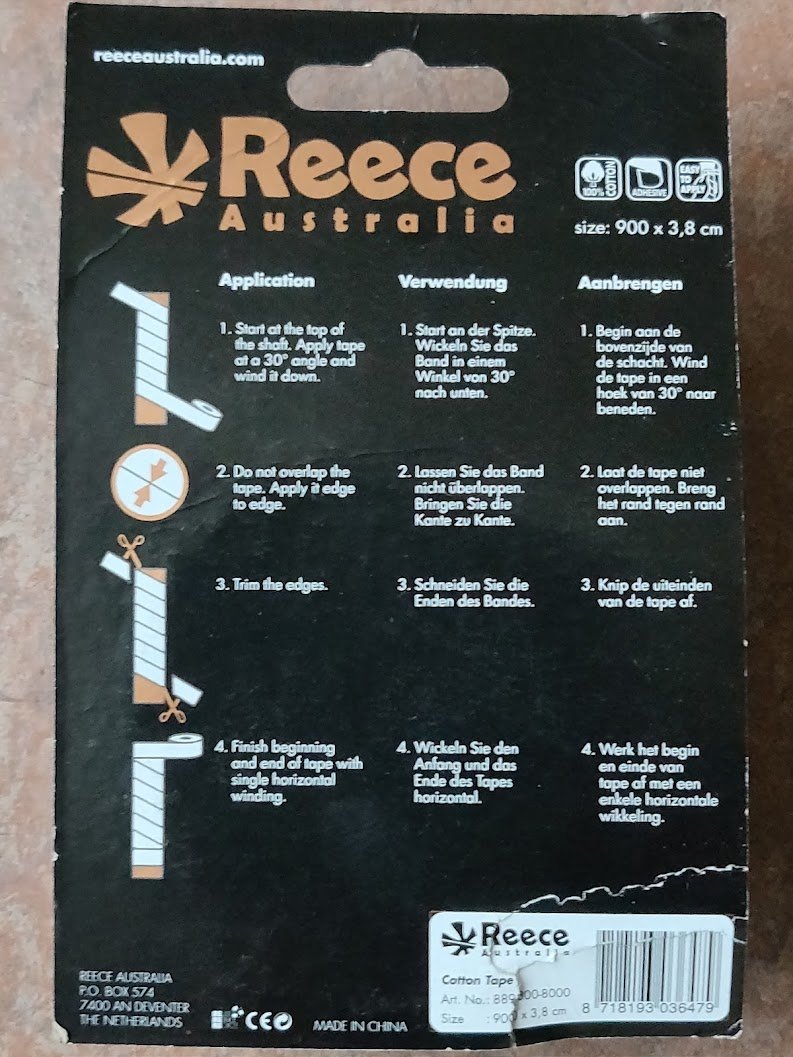 reeceaustralia.com
Reece
Australia
100%
COTTON
ADHESIVE
EASY
TO
APPLY
size: 900 x 3,8 cm
Application
1. Start at the top of
the shaft. Apply tape
at a 30° angle and
wind it down.
2. Do not overlap the
tape. Apply it edge
to edge.
3. Trim the edges.
4. Finish beginning
and end of tape with
single horizontal
winding.
Verwendung
1. Start an der Spitze.
Wickeln Sie das
Band in einem
Winkel von 30°
nach unten.
2. Lassen Sie das Band
nicht überlappen.
Bringen Sie die
Kante zu Kante.
3. Schneiden Sie die
Enden des Bandes.
4. Wickeln Sie den
Anfang und das
Ende des Tapes
horizontal.
Aanbrengen
1. Begin aan de
bovenzijde van
de schacht. Wind
de tape in een
hoek van 30° naar
beneden.
2. Laat de tape niet
overlappen. Breng
het rand tegen rand
aan.
3. Knip de uiteinden
van de tape af.
4. Werk het begin
en einde van
tape af met een
enkele horizontale
wikkeling.
REECE AUSTRALIA
P.O. BOX 574
7400 AN DEVENTER
THE NETHERLANDS
CE
MADE IN CHINA
Reece
Australia
Cotton Tape
Art. No.:
Size : 900 x 3,8 cm
8 718193 036479